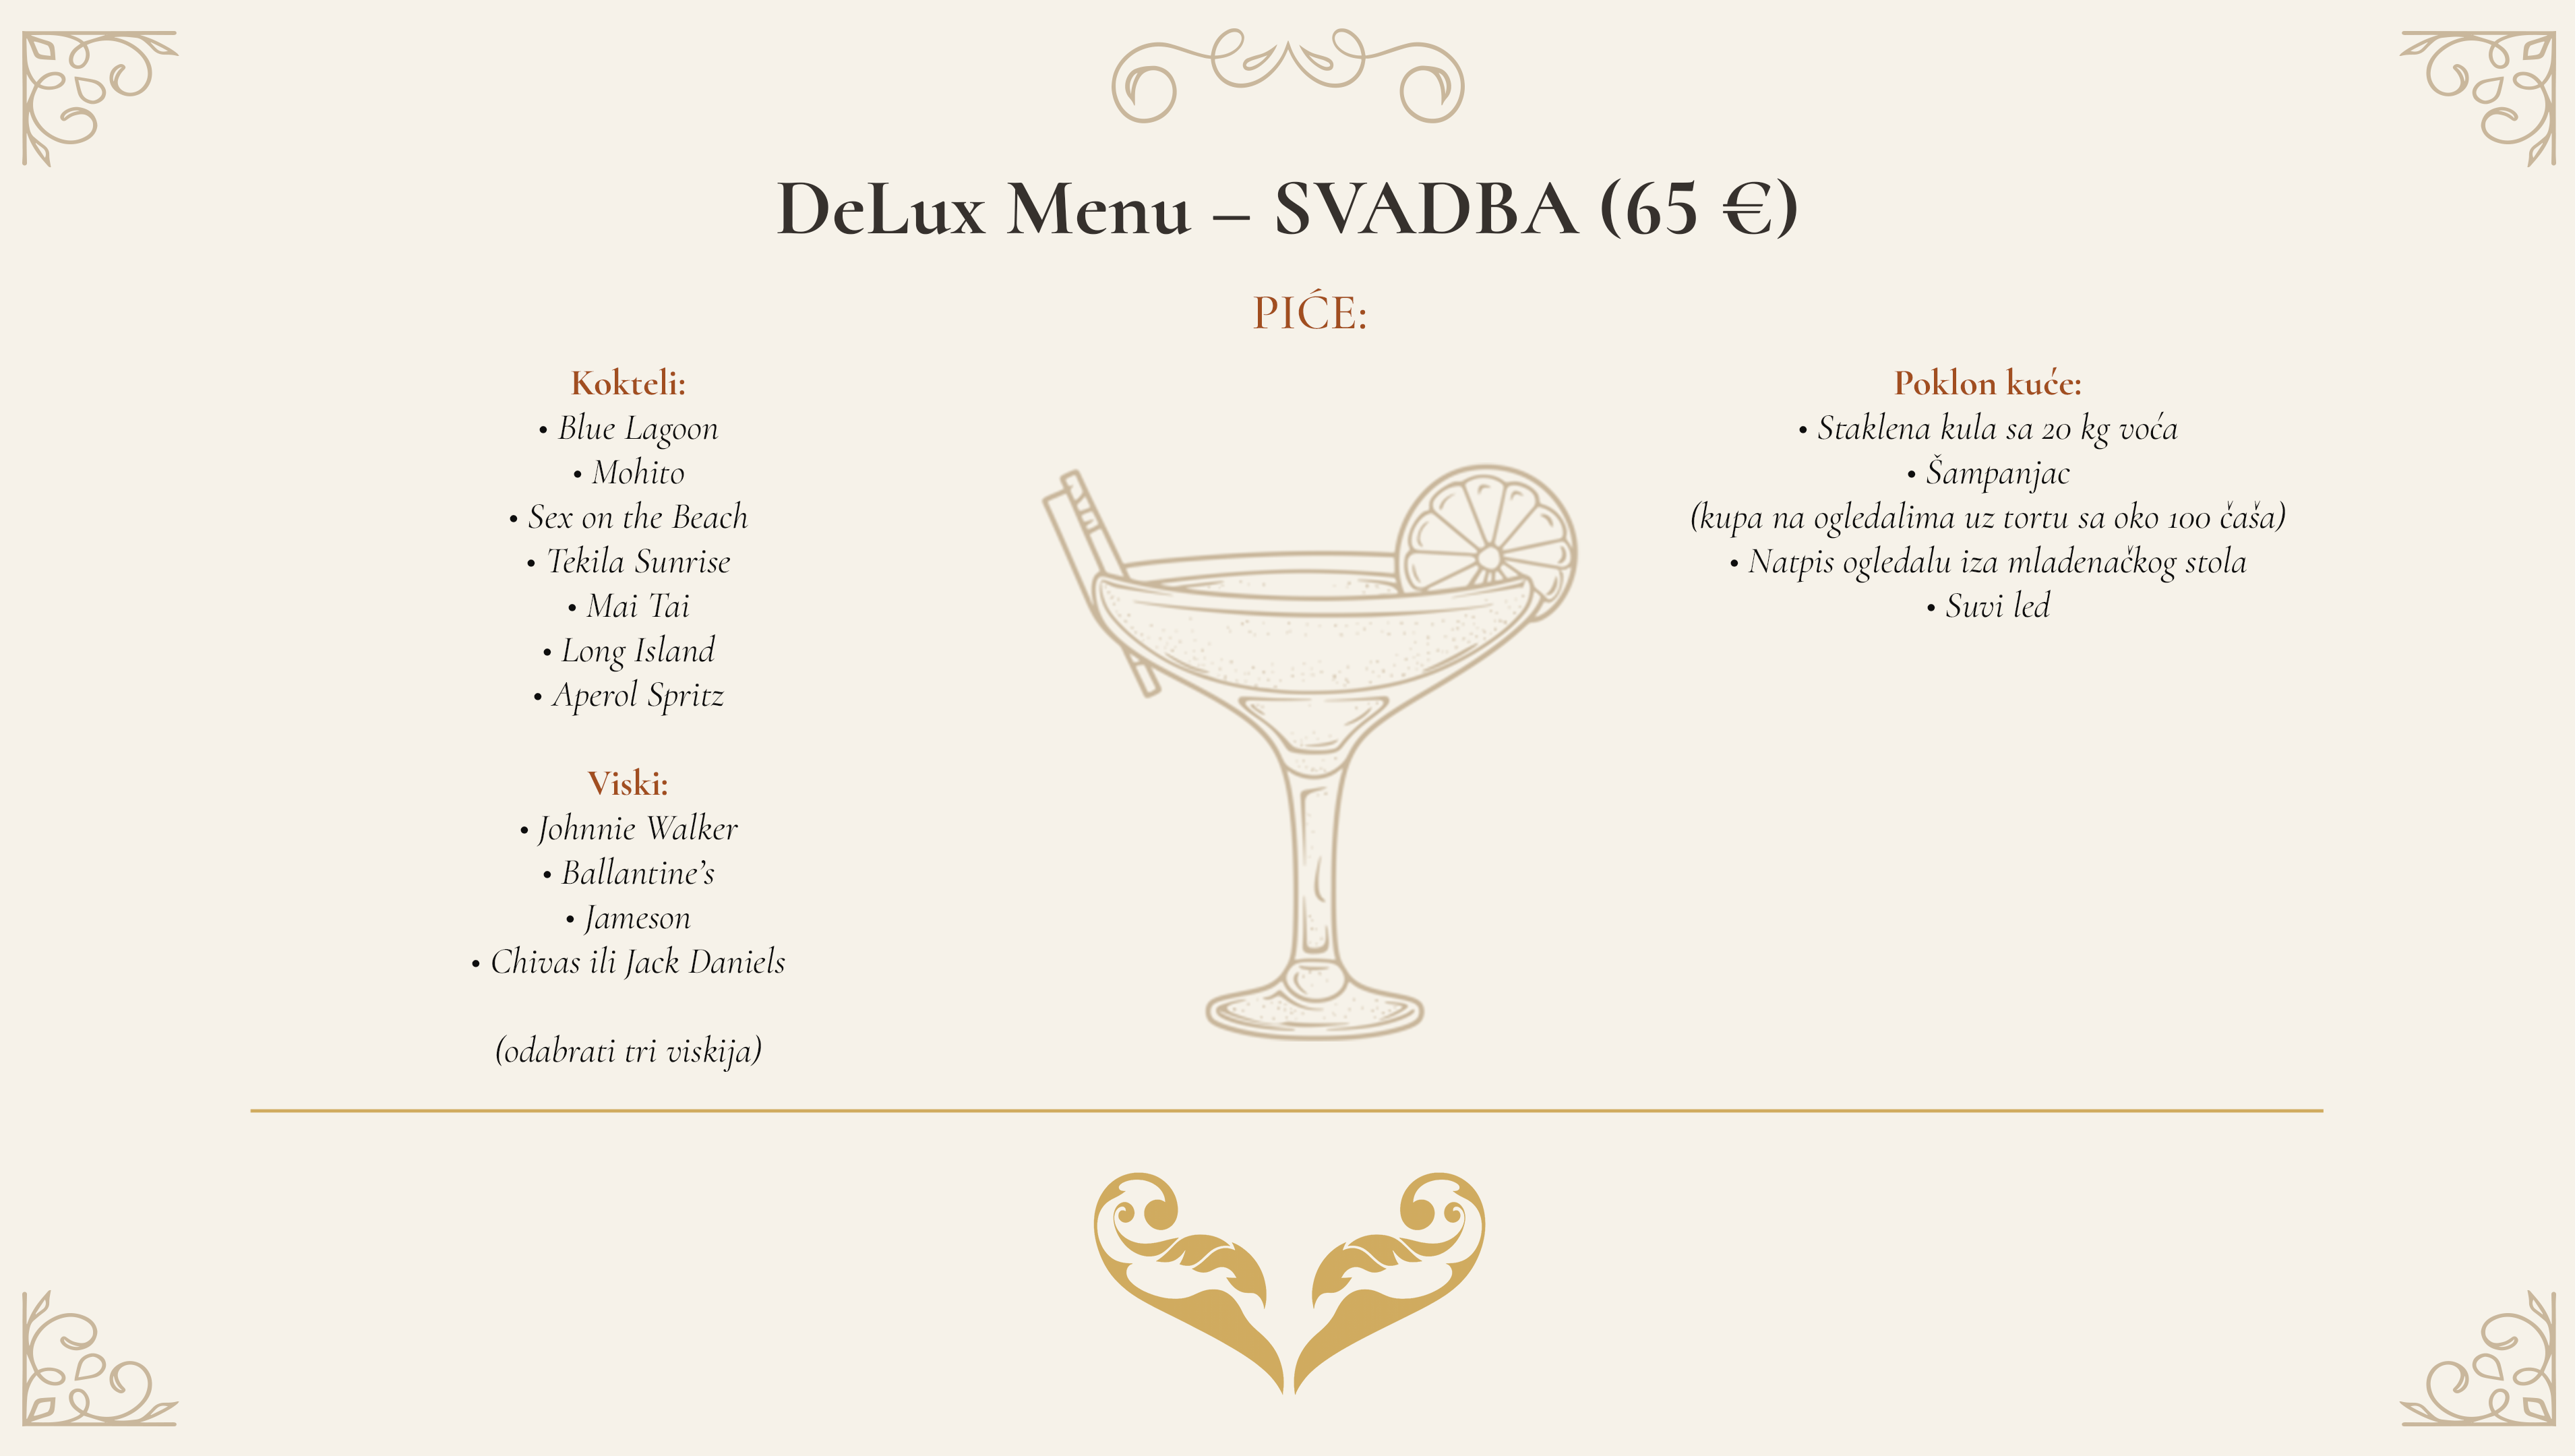 DeLux Menu – SVADBA (65 €)
PIĆE:
Kokteli:
• Blue Lagoon
• Mohito
• Sex on the Beach
• Tekila Sunrise
• Mai Tai
• Long Island
• Aperol Spritz
Viski:
• Johnnie Walker
• Ballantine’s
• Jameson
• Chivas ili Jack Daniels
(odabrati tri viskija)
Poklon kuće:
• Staklena kula sa 20 kg voća
• Šampanjac
(kupa na ogledalima uz tortu sa oko 100 čaša)
• Natpis ogledalu iza mladenačkog stola
• Suvi led